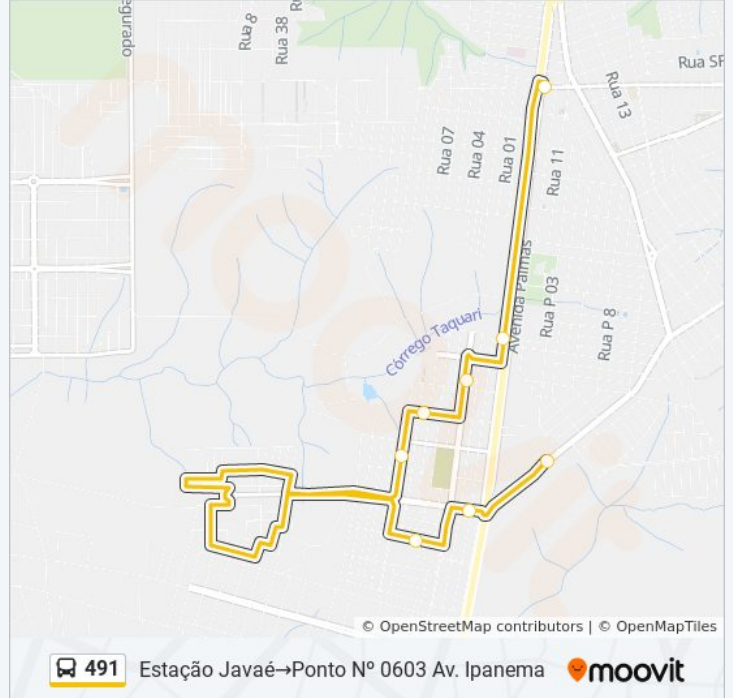 egurado
Rua 8
Rua 38
R
Rua SF
Rua 13
Rua 07
Rua 04
Rua 01
Rua 11
Avenida Palmas
Rua P 03
Rua P 8
Córrego Taquari
© OpenStreetMap contributors | © OpenMapTiles
491 Estação Javaé→Ponto Nº 0603 Av. Ipanema moovit